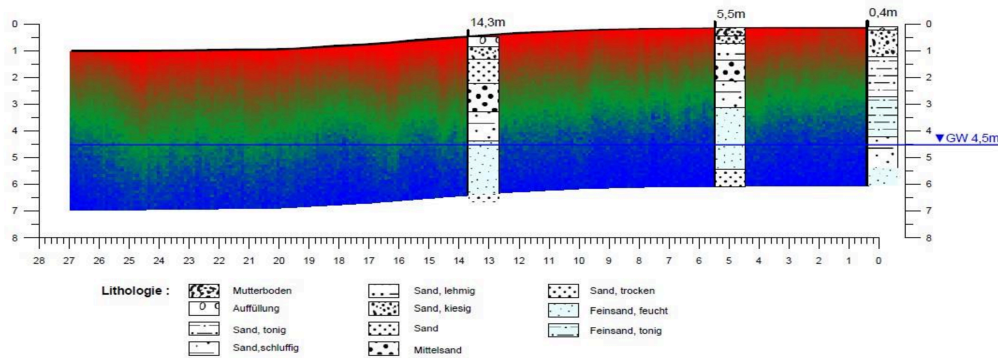 14,3m 5,5m 0,4m
0 0
1 1
2 2
3 3
4 4
▼GW 4,5m
5 5
6 6
7 7
8 8
28 27 26 25 24 23 22 21 20 19 18 17 16 15 14 13 12 11 10 9 8 7 6 5 4 3 2 1 0
Lithologie : Mutterboden Sand, lehmig Sand, trocken
Auffüllung Sand, kiesig Feinsand, feucht
Sand, tonig Sand Feinsand, tonig
Sand,schluffig Mittelsand